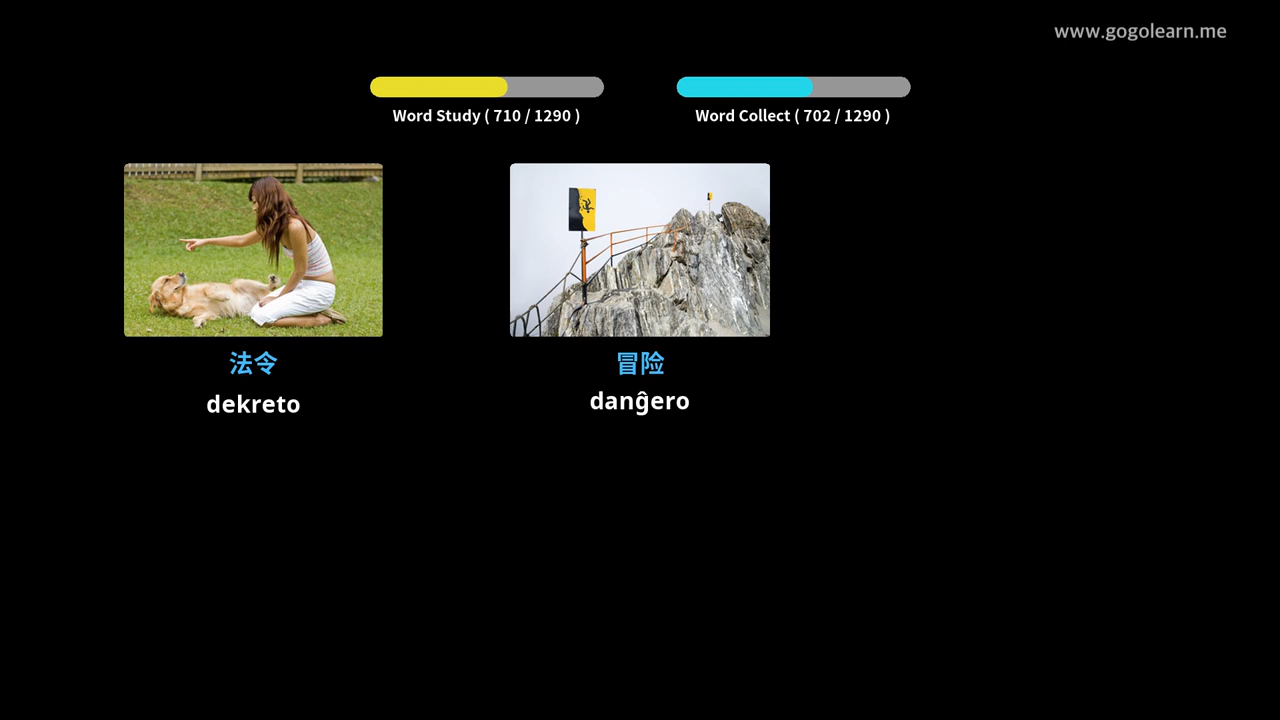 www.gogolearn.me
Word Study ( 710 / 1290 )
Word Collect ( 702 / 1290 )
法令
dekreto
冒险
danĝero